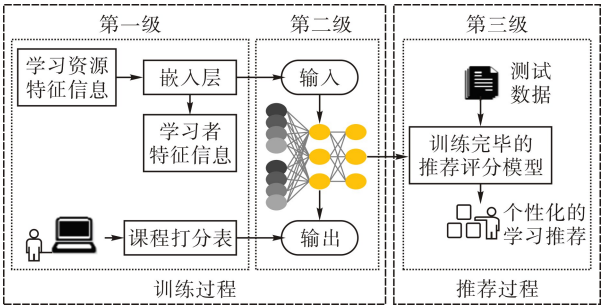 第一级
第二级
第三级
学习资源
特征信息
嵌入层
学习者
特征信息
课程打分表
输入
输出
测试
数据
训练完毕的
推荐评分模型
个性化的
学习推荐
训练过程
推荐过程